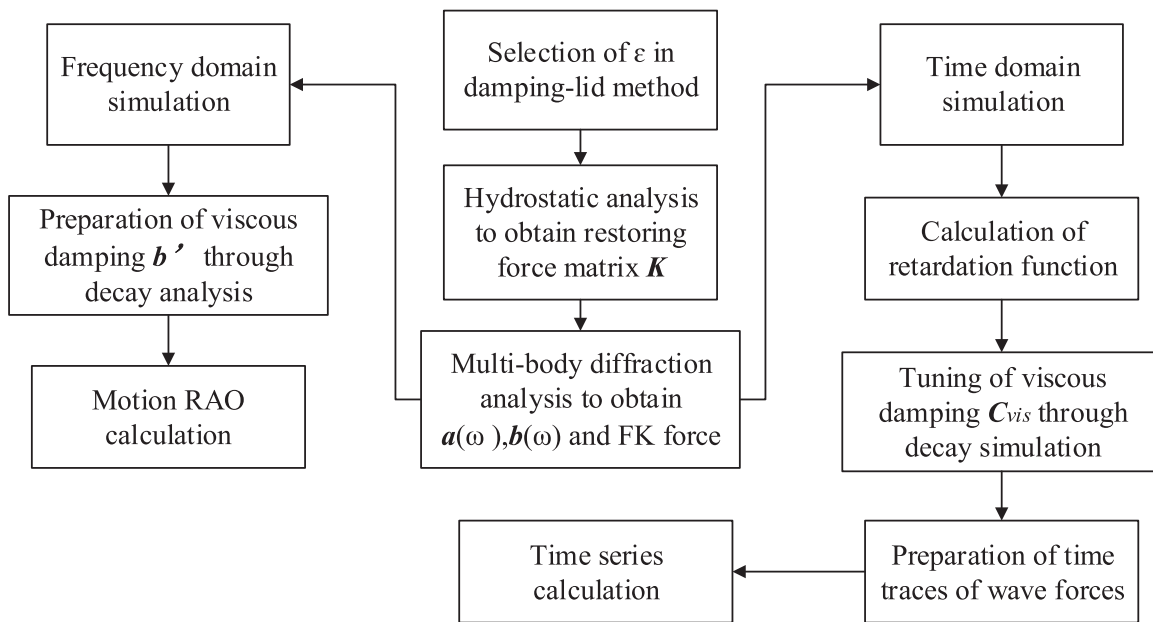 Frequency domain
simulation
Preparation of viscous
damping b’ through
decay analysis
Motion RAO
calculation
Selection of ε in
damping-lid method
Hydrostatic analysis
to obtain restoring
force matrix K
Multi-body diffraction
analysis to obtain
a(ω ),b(ω) and FK force
Time domain
simulation
Calculation of
retardation function
Tuning of viscous
damping Cvis through
decay simulation
Preparation of time
traces of wave forces
Time series
calculation